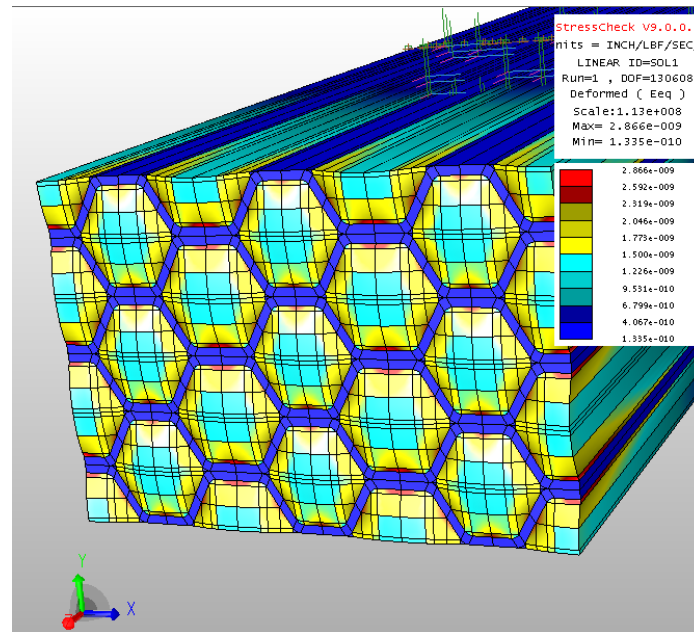 StressCheck V9.0.0.
nits = INCH/LBF/SEC/
LINEAR ID=SOL1
Run=1 , DOF=130608
Deformed ( Eeq )
Scale:1.13e+008
Max= 2.866e-009
Min= 1.335e-010
2.866e-009
2.592e-009
2.319e-009
2.046e-009
1.773e-009
1.500e-009
1.226e-009
9.531e-010
6.799e-010
4.067e-010
1.335e-010
Y
X